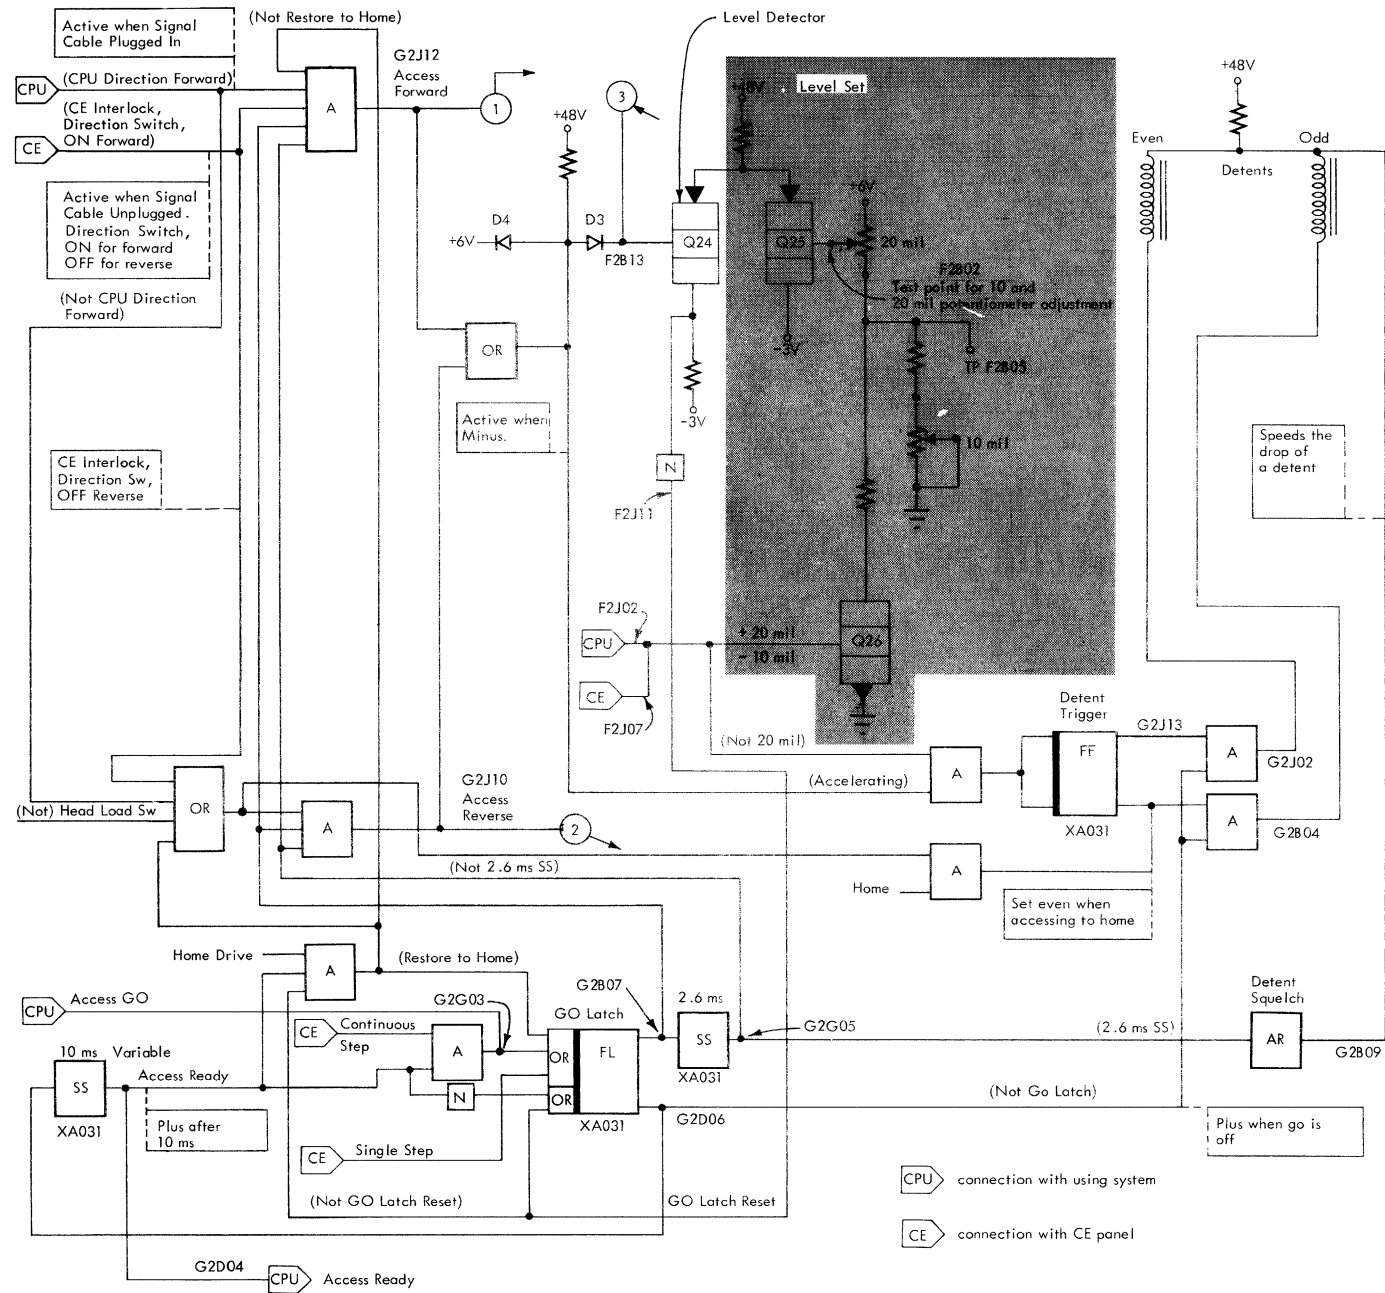 Active when Signal
Cable Plugged In
(Not Restore to Home)
G2J12
Access
Forward
Level Detector
CPU
(CPU Direction Forward)
(CE Interlock,
Direction Switch,
ON Forward)
CE
A
1
3
+48V
+48V
Level Set
+48V
Even
Odd
Detents
Active when Signal
Cable Unplugged.
Direction Switch,
ON for forward
OFF for reverse
D4
D3
+6V
F2B13
Q24
Q25
+6V
20 mil
F2B02
Test point for 10 and
20 mil potentiometer adjustment
(Not CPU Direction
Forward)
OR
-3V
TP F2B05
Active when
Minus.
-3V
10 mil
CE Interlock,
Direction Sw,
OFF Reverse
N
F2J11
Speeds the
drop of
a detent
F2J02
CPU
+ 20 mil
- 10 mil
Q26
CE
F2J07
(Not 20 mil)
Detent
Trigger
G2J13
FF
A
G2J02
(Accelerating)
A
XA031
A
G2B04
G2J10
Access
Reverse
(Not) Head Load Sw
OR
A
2
(Not 2.6 ms SS)
A
Home
Set even when
accessing to home
Home Drive
A
(Restore to Home)
G2B07
2.6 ms
G2G05
(2.6 ms SS)
Detent
Squelch
AR
G2B09
CPU
Access GO
G2G03
GO Latch
CE
Continuous
Step
A
OR
FL
SS
XA031
10 ms
Variable
SS
Access Ready
N
OR
XA031
G2D06
(Not Go Latch)
XA031
Plus after
10 ms
Plus when go is
off
CE
Single Step
(Not GO Latch Reset)
GO Latch Reset
CPU
connection with using system
CE
connection with CE panel
G2D04
CPU
Access Ready